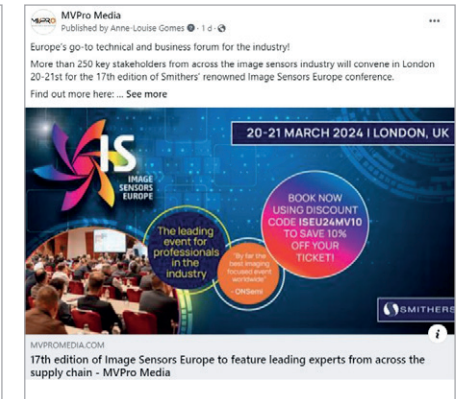 MVPRO
MVPro Media
Published by Anne-Louise Gomes · 1 d ·
Europe's go-to technical and business forum for the industry!
More than 250 key stakeholders from across the image sensors industry will convene in London
20-21st for the 17th edition of Smithers' renowned Image Sensors Europe conference.
Find out more here: ... See more
20-21 MARCH 2024 I LONDON, UK
IS
IMAGE
SENSORS
EUROPE
The leading
event for
professionals
in the
industry
"By far the
best imaging
focused event
worldwide"
- ONSemi
BOOK NOW
USING DISCOUNT
CODE ISEU24MV10
TO SAVE 10%
OFF YOUR
TICKET!
SMITHERS
i
MVPROMEDIA.COM
17th edition of Image Sensors Europe to feature leading experts from across the
supply chain - MVPro Media